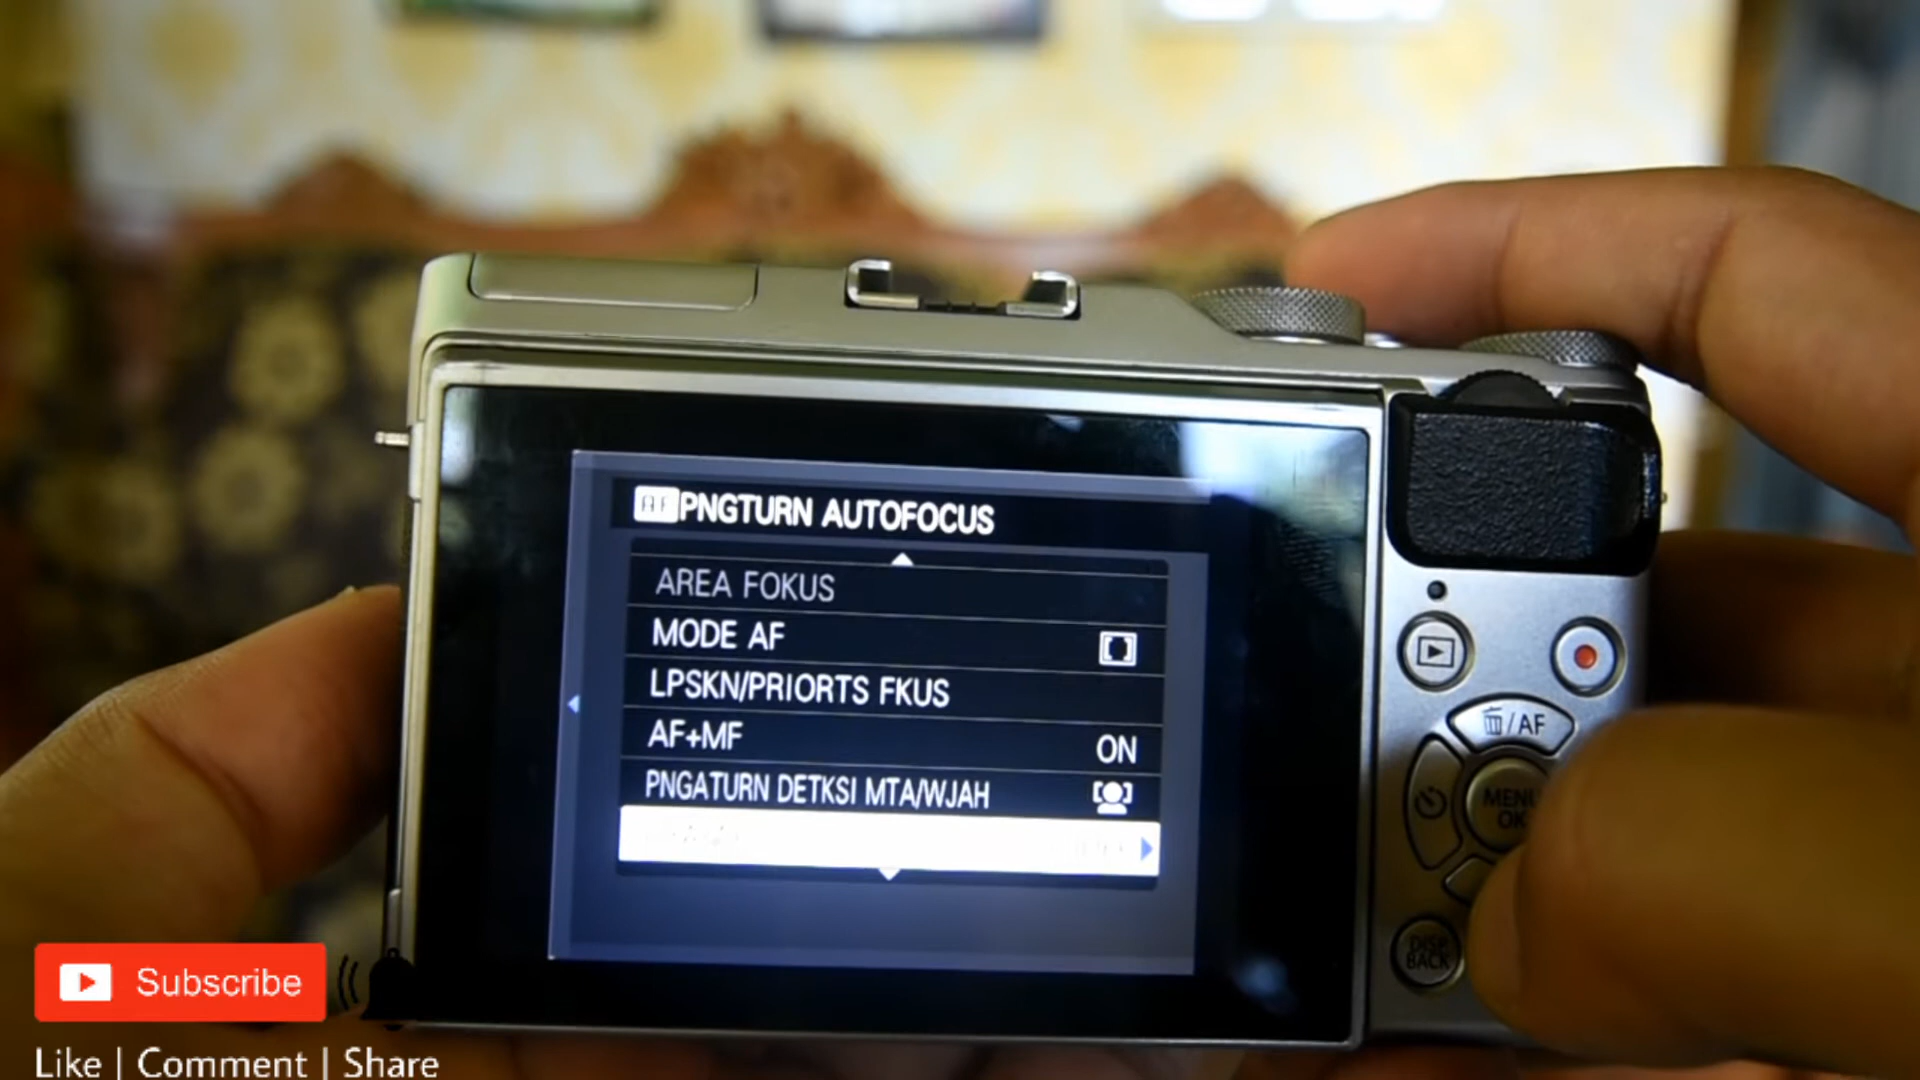 AF PNGTURN AUTOFOCUS
AREA FOKUS
MODE AF
LPSKN/PRIORTS FKUS
AF+MF ON
PNGATURN DETKSI MTA/WJAH
/AF
MENU
OK
DISP
BACK
Subscribe
Like | Comment | Share